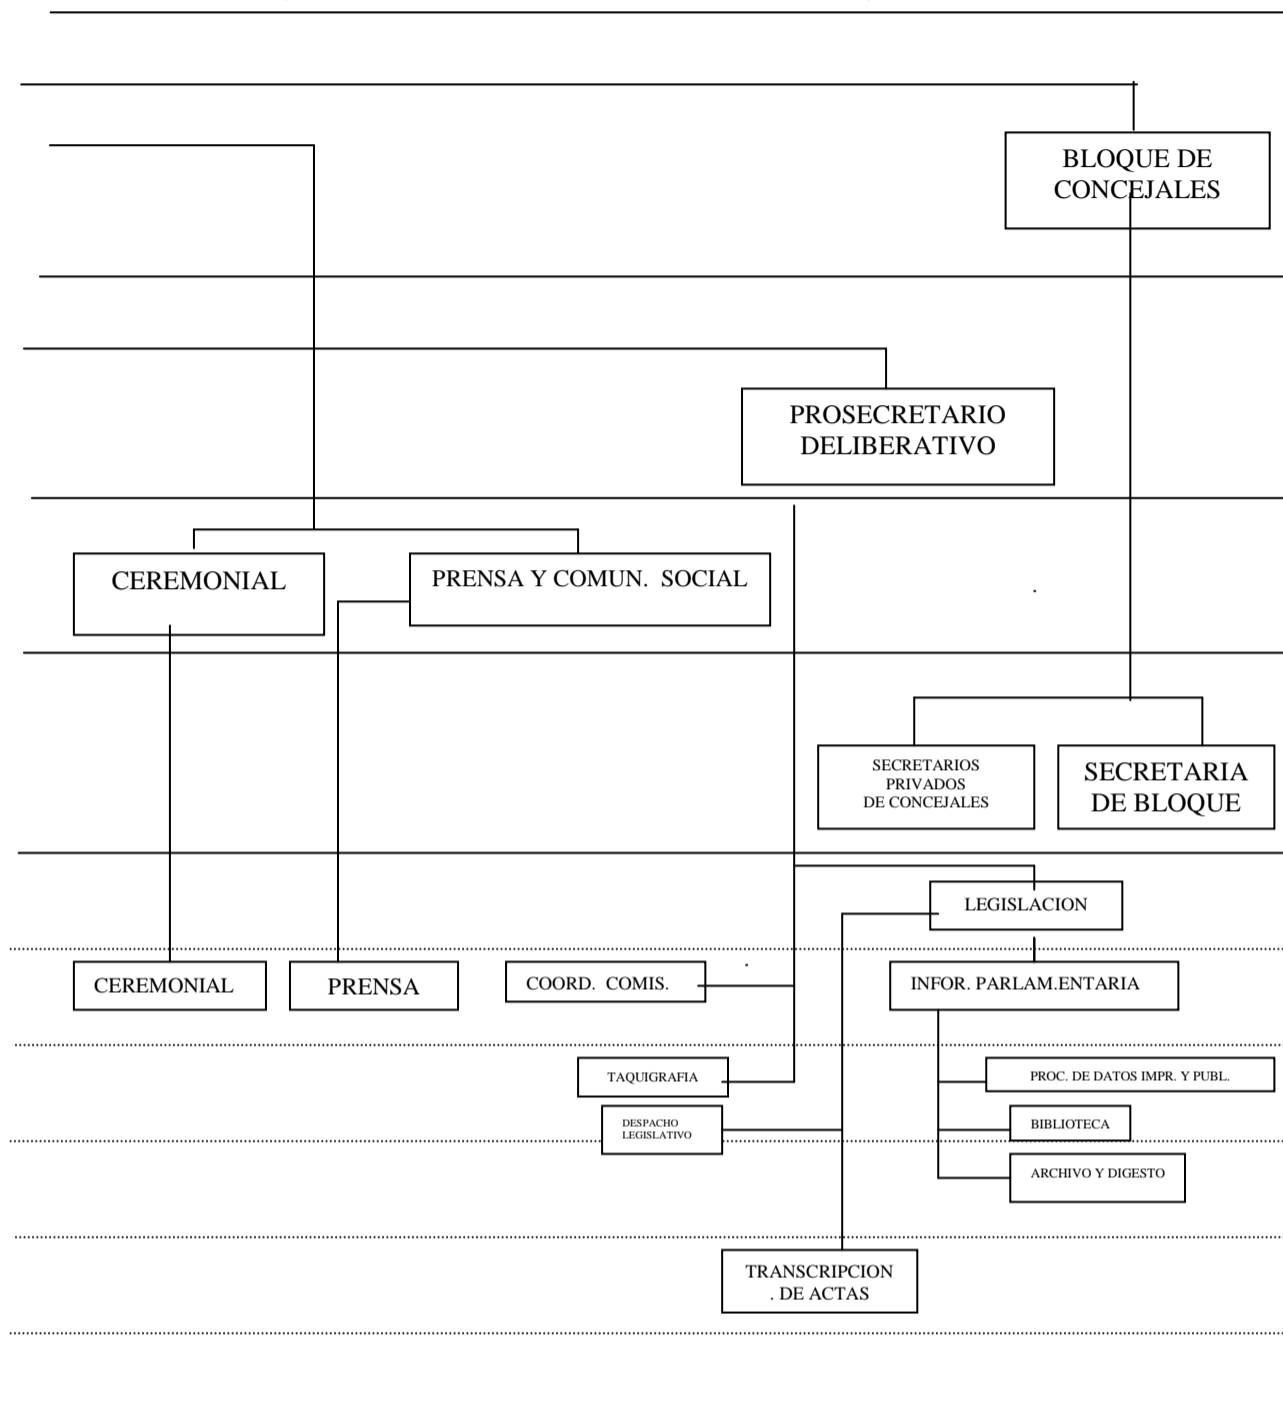 BLOQUE DE
CONCEJALES
PROSECRETARIO
DELIBERATIVO
CEREMONIAL
PRENSA Y COMUN. SOCIAL
SECRETARIOS
PRIVADOS
DE CONCEJALES
SECRETARIA
DE BLOQUE
LEGISLACION
CEREMONIAL
PRENSA
COORD. COMIS.
INFOR. PARLAM.ENTARIA
TAQUIGRAFIA
PROC. DE DATOS IMPR. Y PUBL.
DESPACHO
LEGISLATIVO
BIBLIOTECA
ARCHIVO Y DIGESTO
TRANSCRIPCION
. DE ACTAS